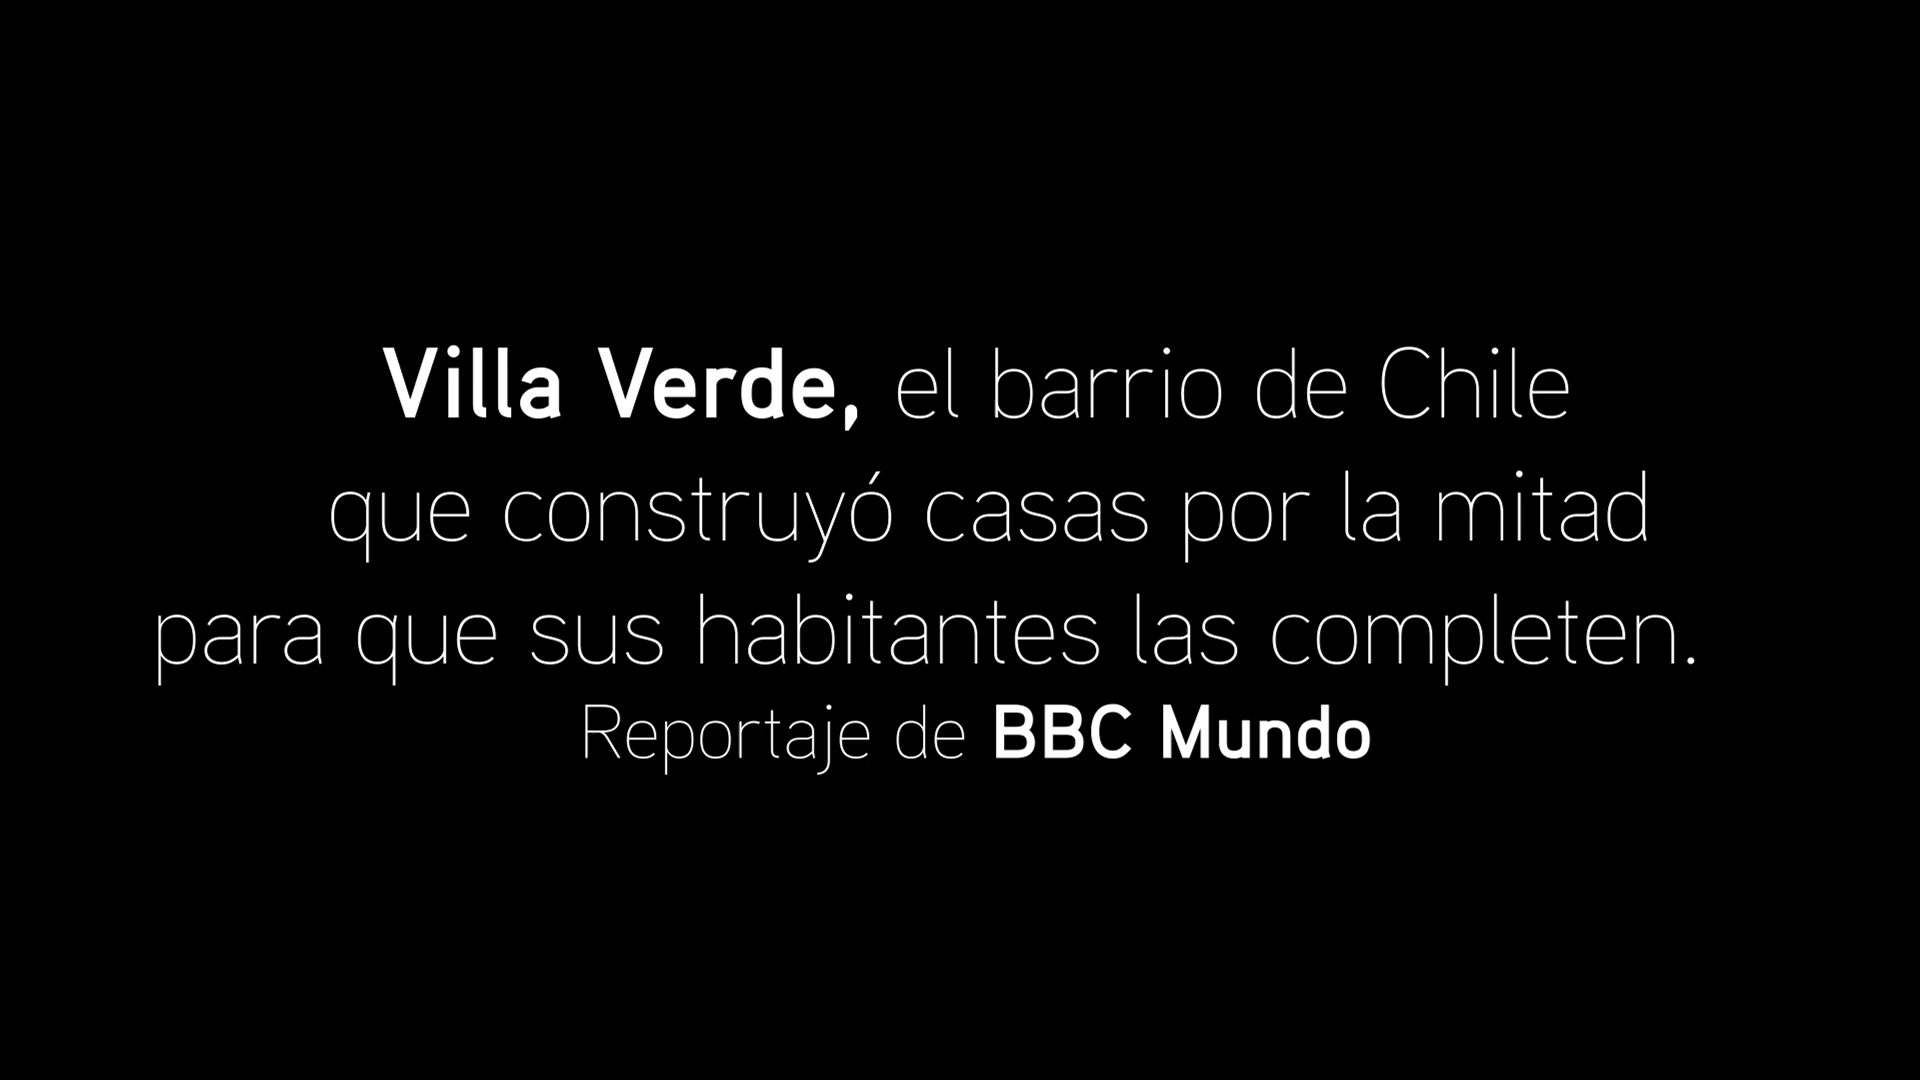 Villa Verde, el barrio de Chile
que construyó casas por la mitad
para que sus habitantes las completen.
Reportaje de BBC Mundo